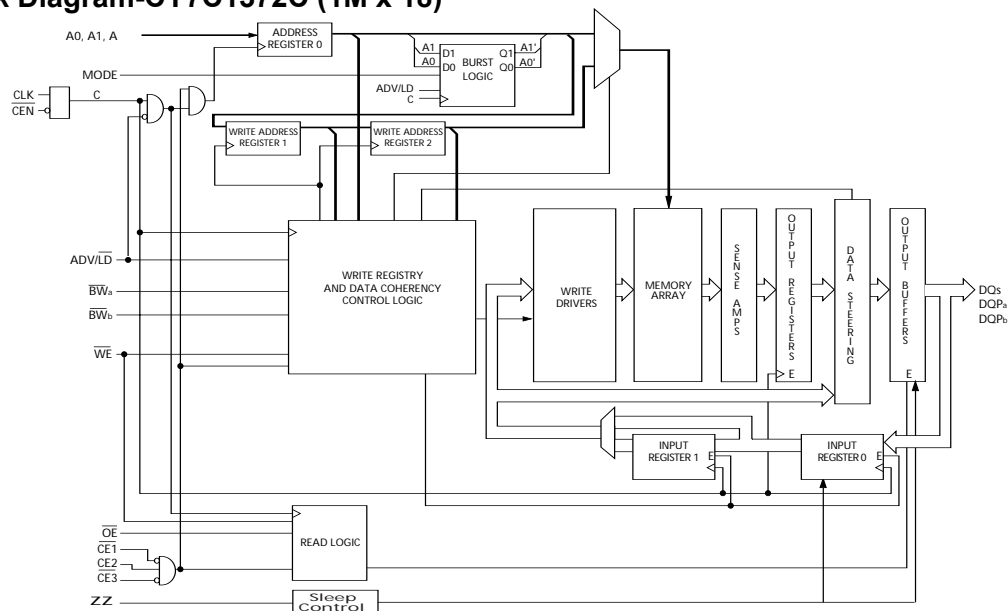 k Diagram-CY7C1372C (1M x 18)
A0, A1, A
ADDRESS
REGISTER 0
A1
A0
D1
D0
BURST
LOGIC
Q1
Q0
A1'
A0'
MODE
ADV/LD
C
CLK
CEN
C
WRITE ADDRESS
REGISTER 1
WRITE ADDRESS
REGISTER 2
ADV/LD
BWa
BWb
WE
WRITE REGISTRY
AND DATA COHERENCY
CONTROL LOGIC
WRITE
DRIVERS
MEMORY
ARRAY
SENSE AMPS
OUTPUT REGISTERS
E
DATA STEERING
OUTPUT BUFFERS
E
DQs
DQPa
DQPb
INPUT
REGISTER 1
E
INPUT
REGISTER 0
E
OE
CE1
CE2
CE3
READ LOGIC
ZZ
Sleep
Control